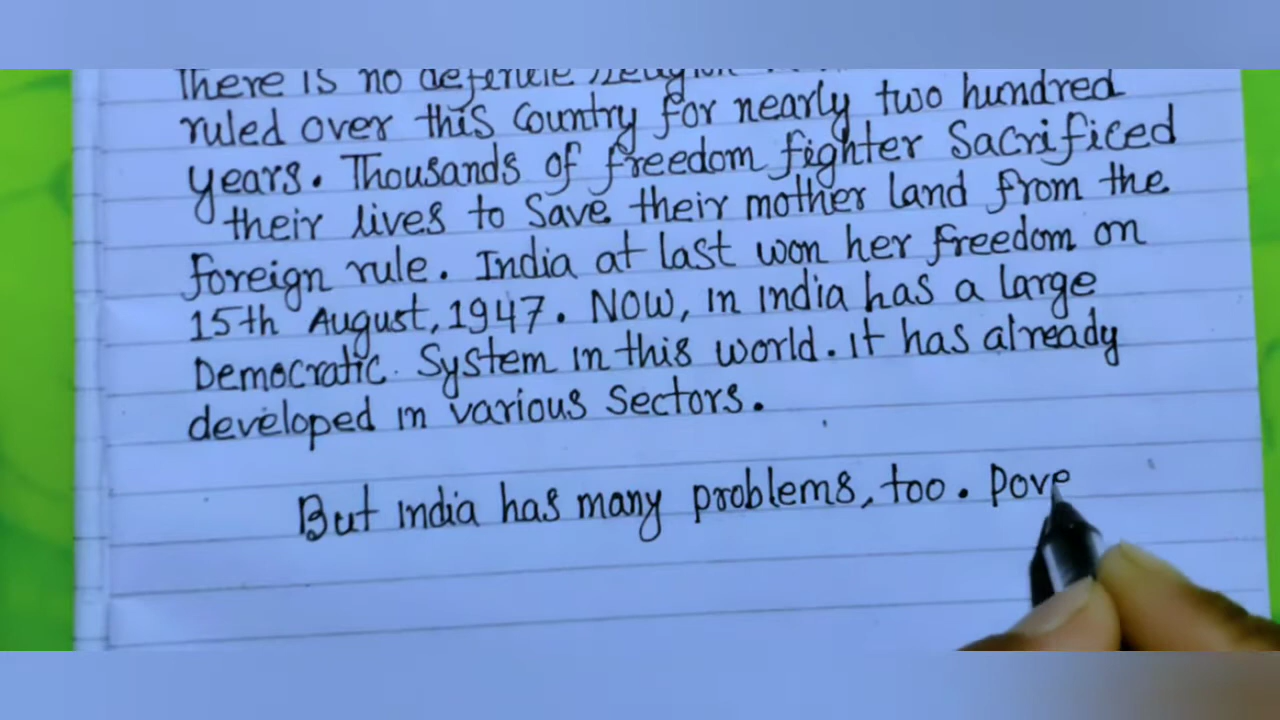 There is no
ruled over this country for nearly two hundred
years. Thousands of freedom fighter Sacrificed
their lives to Save their mother land from the
foreign rule. India at last won her freedom on
15th August, 1947. Now, in india has a large
Democratic. System in this world. it has already
developed in various Sectors.
But india has many problems, too. Pove